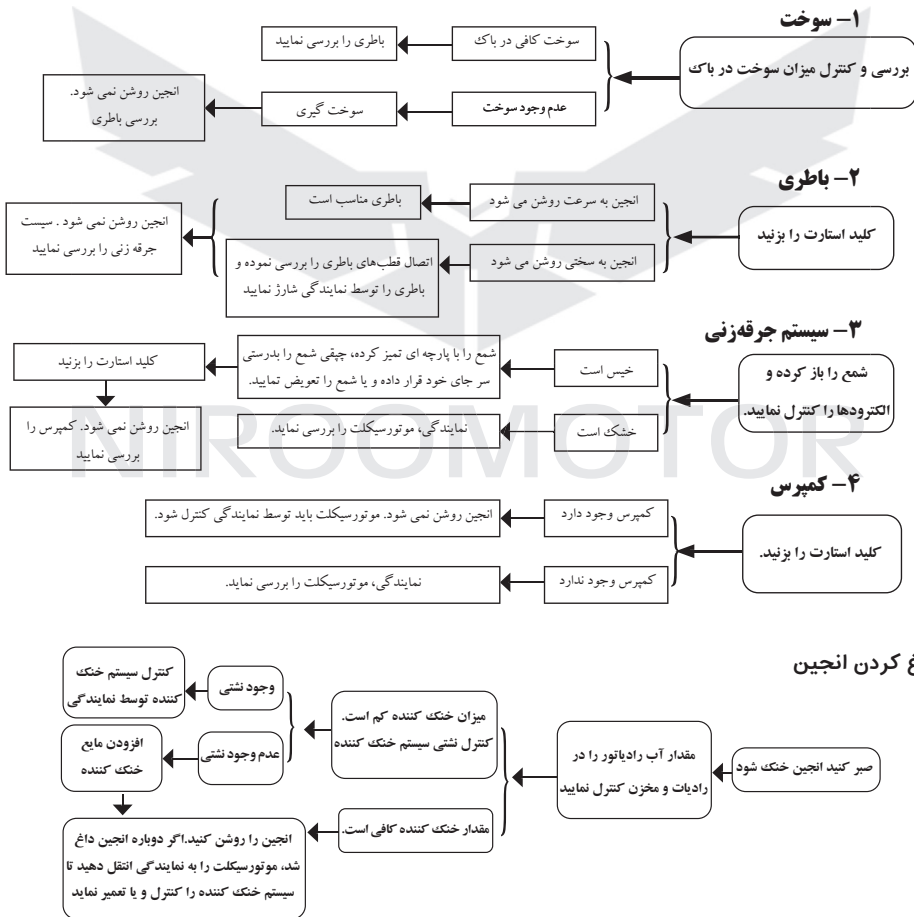 ۱– سوخت
بررسی و کنترل میزان سوخت در باک
سوخت کافی در باک
باطری را بررسی نمایید
عدم وجود سوخت
سوخت گیری
انجین روشن نمی شود.
بررسی باطری
۲– باطری
کلید استارت را بزنید
انجین به سرعت روشن می شود
باطری مناسب است
انجین به سختی روشن می شود
اتصال قطب‌های باطری را بررسی نموده و
باطری را توسط نمایندگی شارژ نمایید
انجین روشن نمی شود . سیست
جرقه زنی را بررسی نمایید
۳– سیستم جرقه‌زنی
شمع را باز کرده و
الکترودها را کنترل نمایید.
خیس است
شمع را با پارچه ای تمیز کرده، چپقی شمع را بدرستی
سر جای خود قرار داده و یا شمع را تعویض تمایید.
کلید استارت را بزنید
انجین روشن نمی شود. کمپرس را
بررسی نمایید
خشک است
نمایندگی، موتورسیکلت را بررسی نماید.
NIROOMOTOR
۴– کمپرس
کلید استارت را بزنید.
کمپرس وجود دارد
انجین روشن نمی شود. موتورسیکلت باید توسط نمایندگی کنترل شود.
کمپرس وجود ندارد
نمایندگی، موتورسیکلت را بررسی نماید.
غ کردن انجین
صبر کنید انجین خنک شود
مقدار آب رادیاتور را در
رادیات و مخزن کنترل نمایید
میزان خنک کننده کم است.
کنترل نشتی سیستم خنک کننده
وجود نشتی
کنترل سیستم خنک
کننده توسط نمایندگی
عدم وجود نشتی
افزودن مایع
خنک کننده
مقدار خنک کننده کافی است.
انجین را روشن کنید.اگر دوباره انجین داغ
شد، موتورسیکلت را به نمایندگی انتقل دهید تا
سیستم خنک کننده را کنترل و یا تعمیر نماید